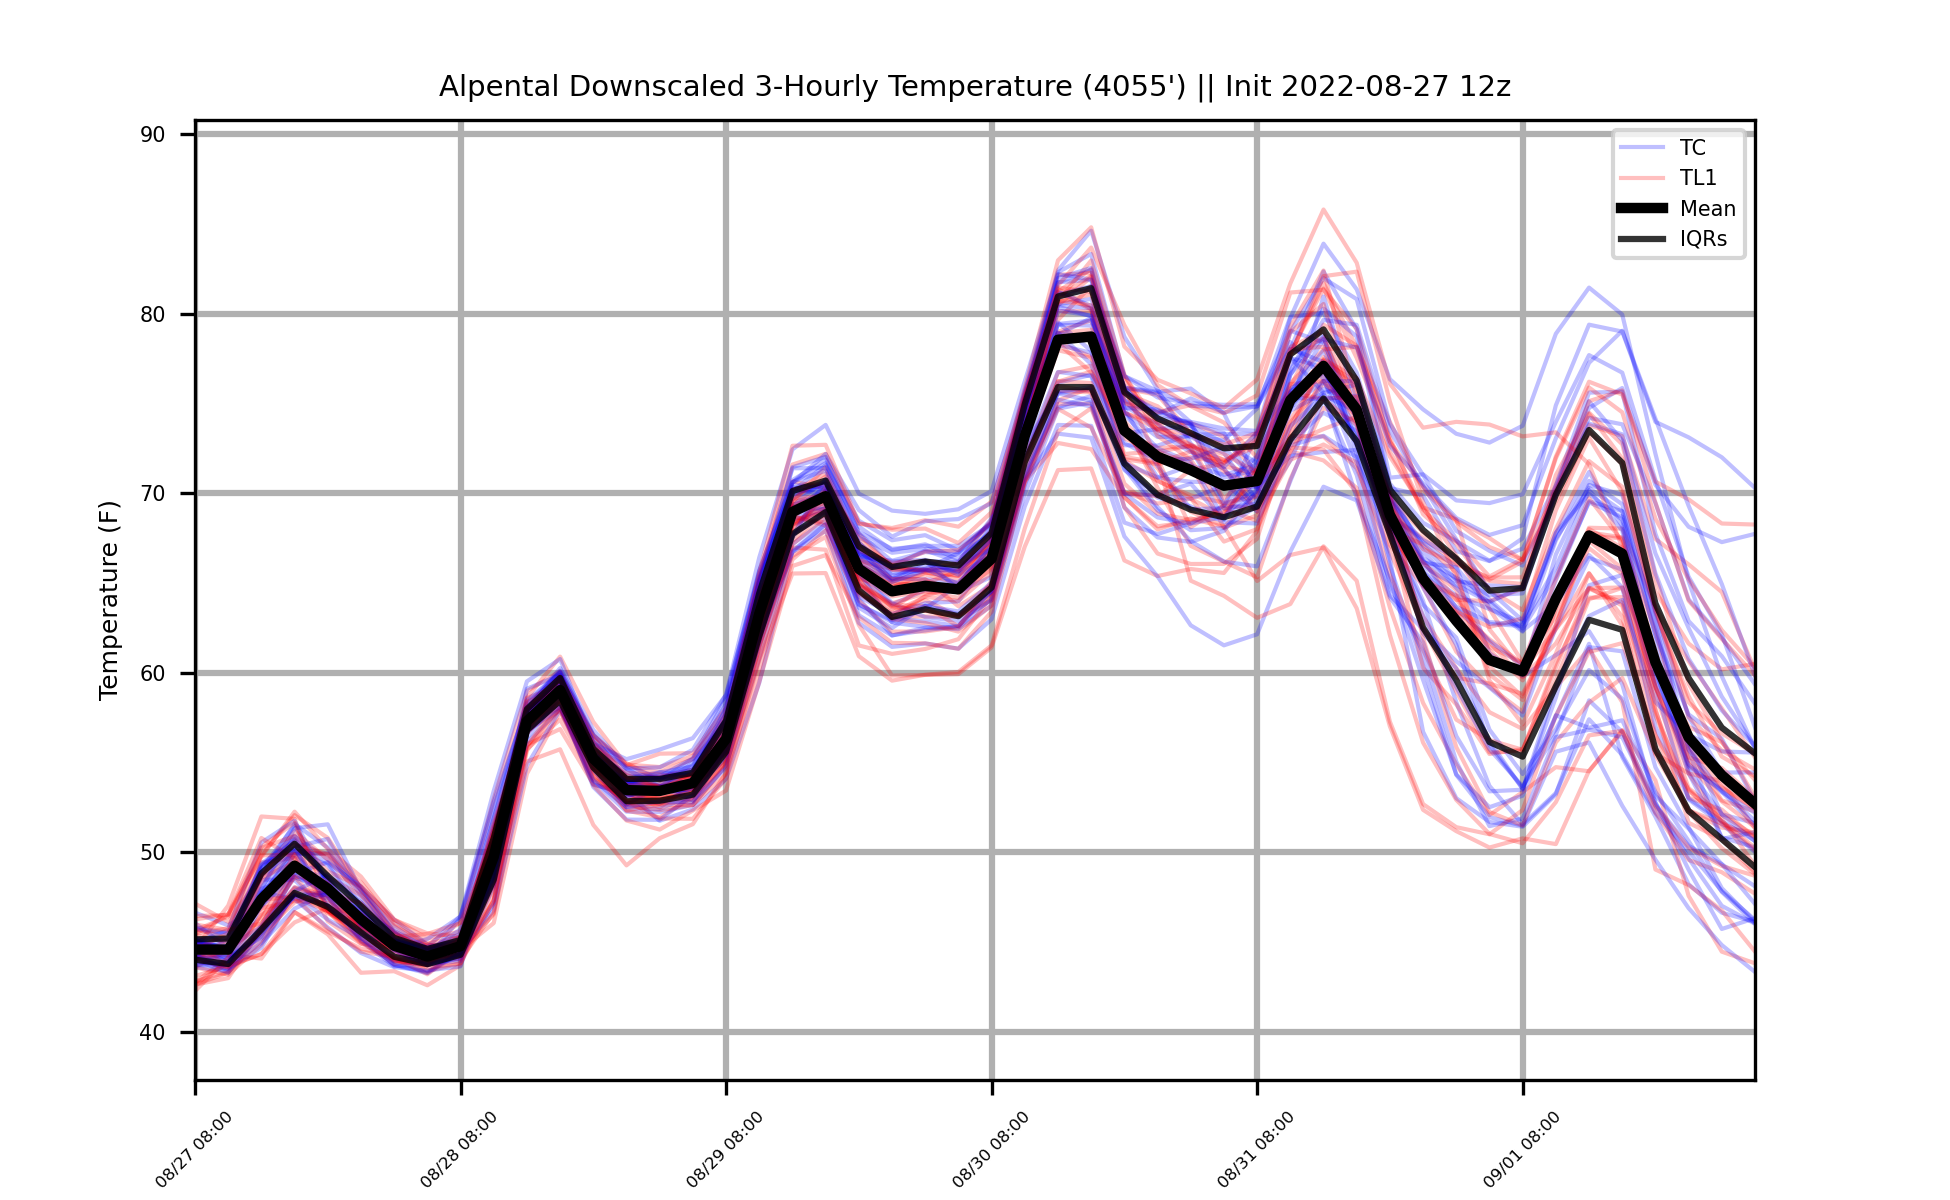 Alpental Downscaled 3-Hourly Temperature (4055') || Init 2022-08-27 12z
90
80
70
60
50
40
Temperature (F)
TC
TL1
Mean
IQRs
08/27 08:00
08/28 08:00
08/29 08:00
08/30 08:00
08/31 08:00
09/01 08:00